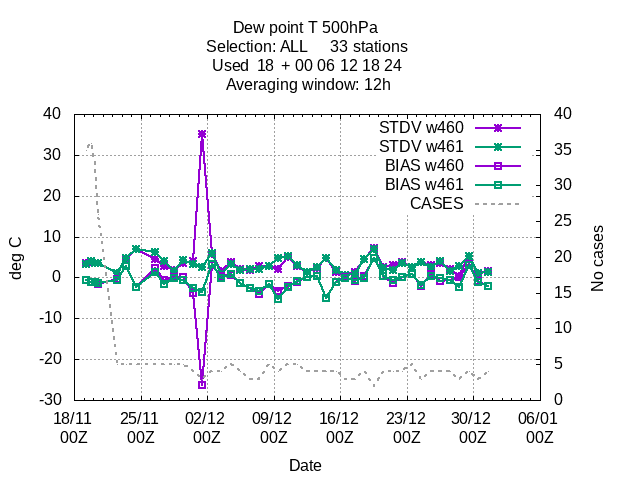 Dew point T 500hPa
Selection: ALL 33 stations
Used 18 + 00 06 12 18 24
Averaging window: 12h
40
30
20
10
0
-10
-20
-30
deg C
40
35
30
25
20
15
10
5
0
No cases
STDV w460
STDV w461
BIAS w460
BIAS w461
CASES
18/11 25/11 02/12 09/12 16/12 23/12 30/12 06/01
00Z 00Z 00Z 00Z 00Z 00Z 00Z 00Z
Date